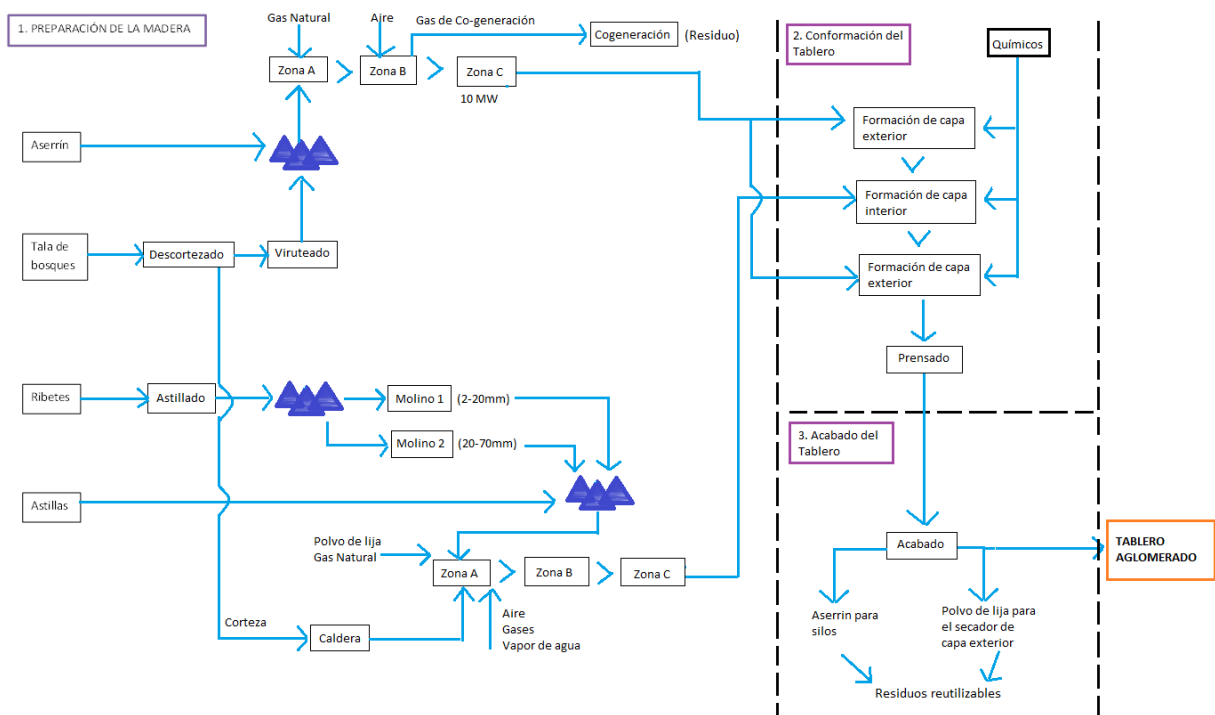 1. PREPARACIÓN DE LA MADERA
Gas Natural
Aire
Gas de Co-generación
Cogeneración
(Residuo)
Zona A
Zona B
Zona C
10 MW
Aserrín
Tala de
bosques
Descortezado
Viruteado
Ribetes
Astillado
Molino 1
(2-20mm)
Molino 2
(20-70mm)
Astillas
Polvo de lija
Gas Natural
Zona A
Zona B
Zona C
Corteza
Caldera
Aire
Gases
Vapor de agua
2. Conformación del
Tablero
Químicos
Formación de capa
exterior
Formación de capa
interior
Formación de capa
exterior
Prensado
3. Acabado del
Tablero
Acabado
TABLERO
AGLOMERADO
Aserrin para
silos
Polvo de lija para
el secador de
capa exterior
Residuos reutilizables